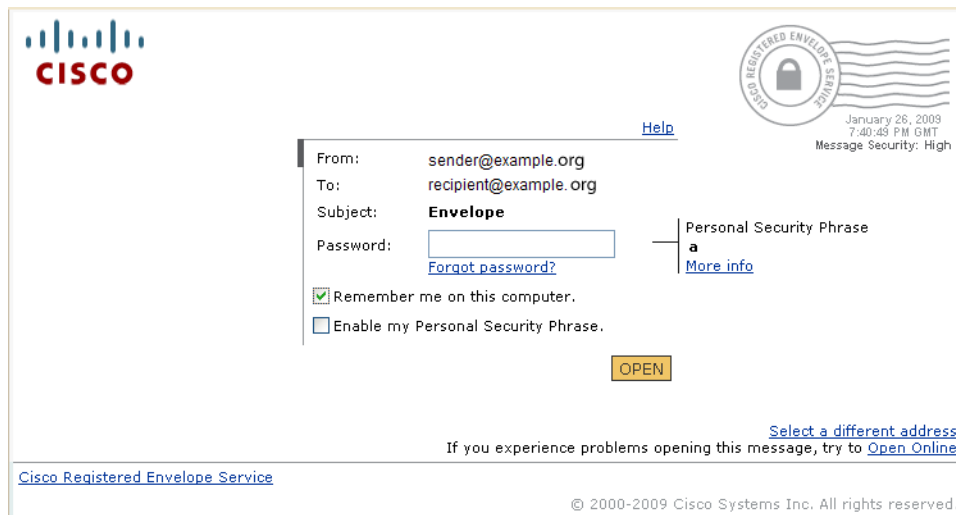 CISCO
CISCO REGISTERED ENVELOPE SERVICE
January 26, 2009
7:40:49 PM GMT
Message Security: High
Help
From: sender@example.org
To: recipient@example.org
Subject: Envelope
Password:
Forgot password?
Personal Security Phrase
a
More info
Remember me on this computer.
Enable my Personal Security Phrase.
OPEN
Select a different address
If you experience problems opening this message, try to Open Online
Cisco Registered Envelope Service
© 2000-2009 Cisco Systems Inc. All rights reserved.